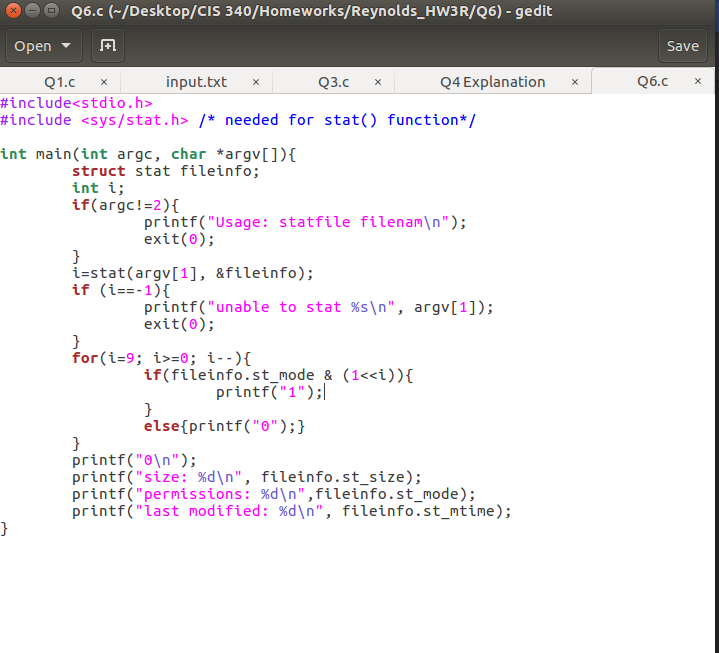 Q6.c (~/Desktop/CIS 340/Homeworks/Reynolds_HW3R/Q6) - gedit
Open Save
Q1.c × input.txt × Q3.c × Q4 Explanation × Q6.c ×
#include<stdio.h>
#include <sys/stat.h> /* needed for stat() function*/

int main(int argc, char *argv[]){
        struct stat fileinfo;
        int i;
        if(argc!=2){
                printf("Usage: statfile filenam\n");
                exit(0);
        }
        i=stat(argv[1], &fileinfo);
        if (i==-1){
                printf("unable to stat %s\n", argv[1]);
                exit(0);
        }
        for(i=9; i>=0; i--){
                if(fileinfo.st_mode & (1<<i)){
                        printf("1");
                }
                else{printf("0");}
        }
        printf("0\n");
        printf("size: %d\n", fileinfo.st_size);
        printf("permissions: %d\n",fileinfo.st_mode);
        printf("last modified: %d\n", fileinfo.st_mtime);
}